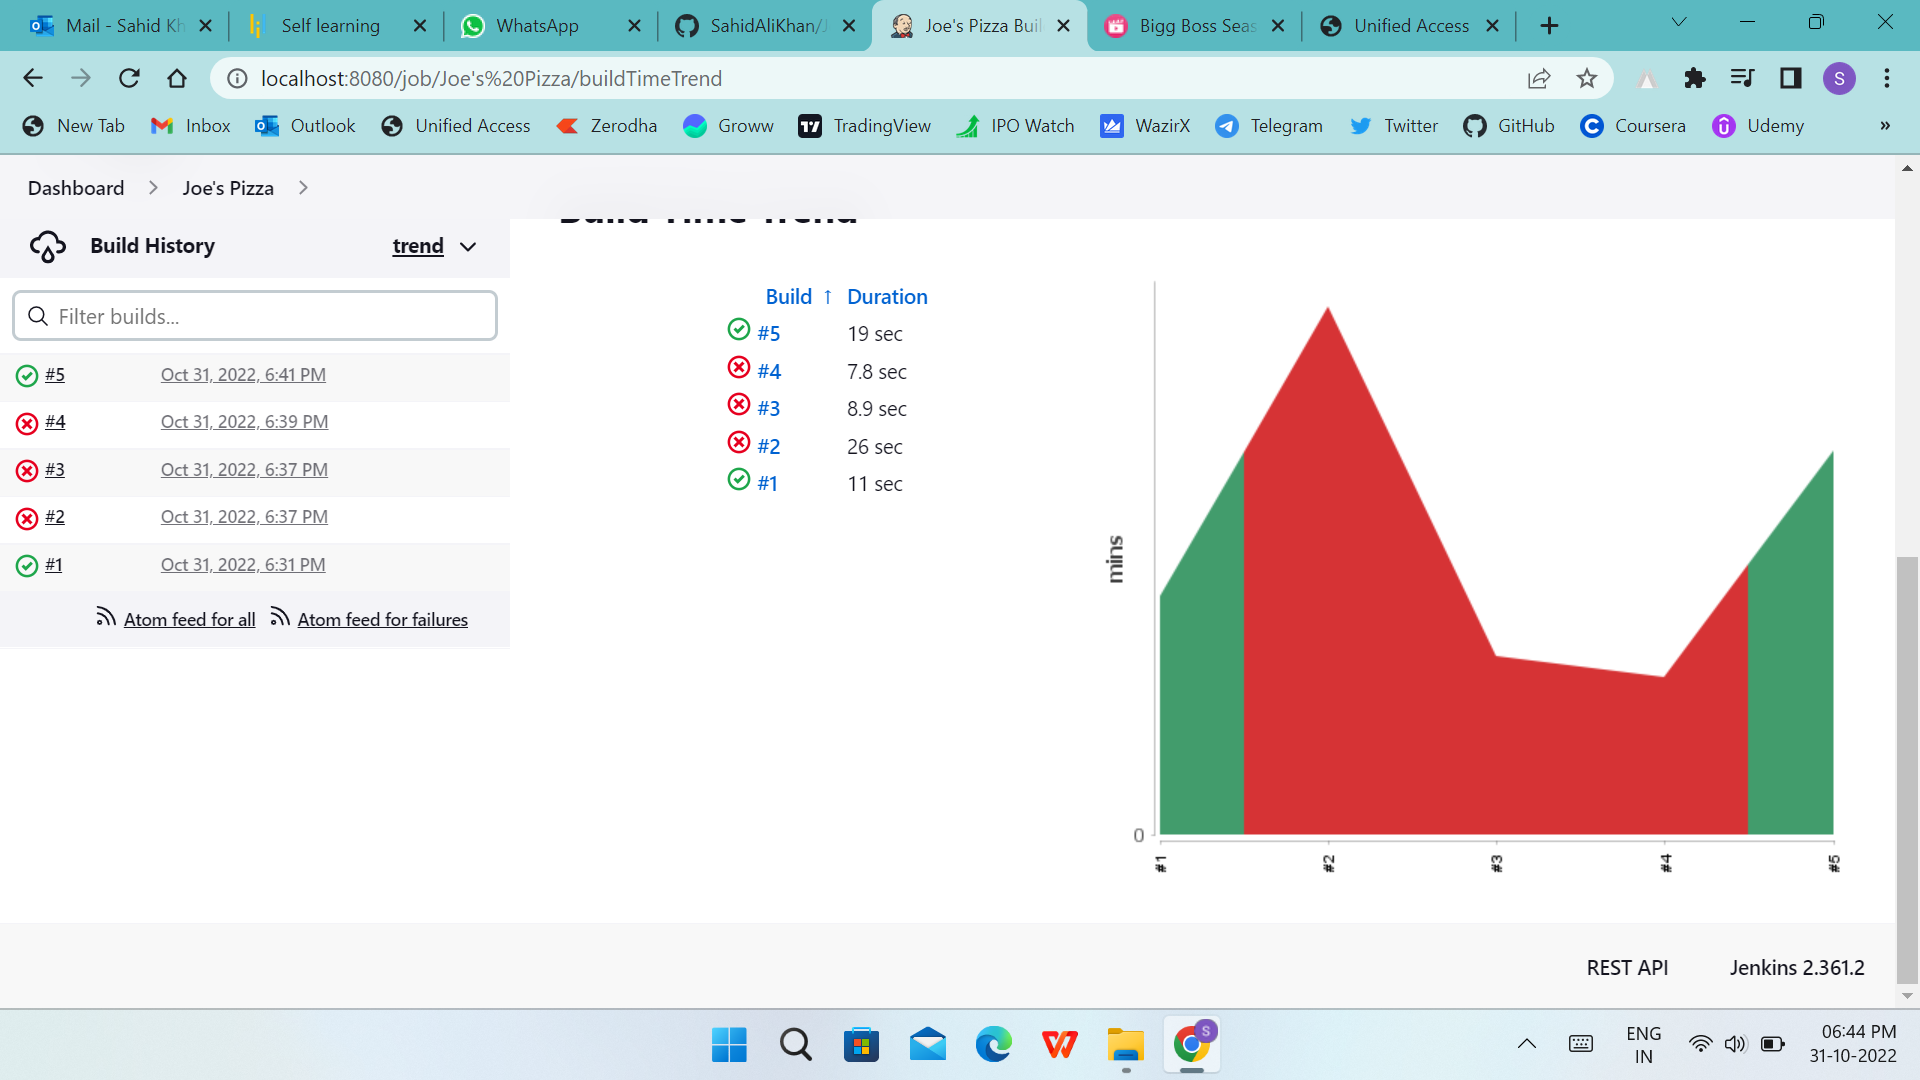 Mail - Sahid Kh
Self learning
WhatsApp
SahidAliKhan/J
Joe's Pizza Buil
Bigg Boss Seas
Unified Access
localhost:8080/job/Joe's%20Pizza/buildTimeTrend
S
New Tab
Inbox
Outlook
Unified Access
Zerodha
Groww
TradingView
IPO Watch
WazirX
Telegram
Twitter
GitHub
Coursera
Udemy
»
Dashboard
Joe's Pizza
Build Time Trend
Build History
trend
Filter builds...
#5 Oct 31, 2022, 6:41 PM
#4 Oct 31, 2022, 6:39 PM
#3 Oct 31, 2022, 6:37 PM
#2 Oct 31, 2022, 6:37 PM
#1 Oct 31, 2022, 6:31 PM
Atom feed for all
Atom feed for failures
Build ↑ Duration
#5 19 sec
#4 7.8 sec
#3 8.9 sec
#2 26 sec
#1 11 sec
mins
0
#1
#2
#3
#4
#5
REST API
Jenkins 2.361.2
S
ENG
IN
06:44 PM
31-10-2022